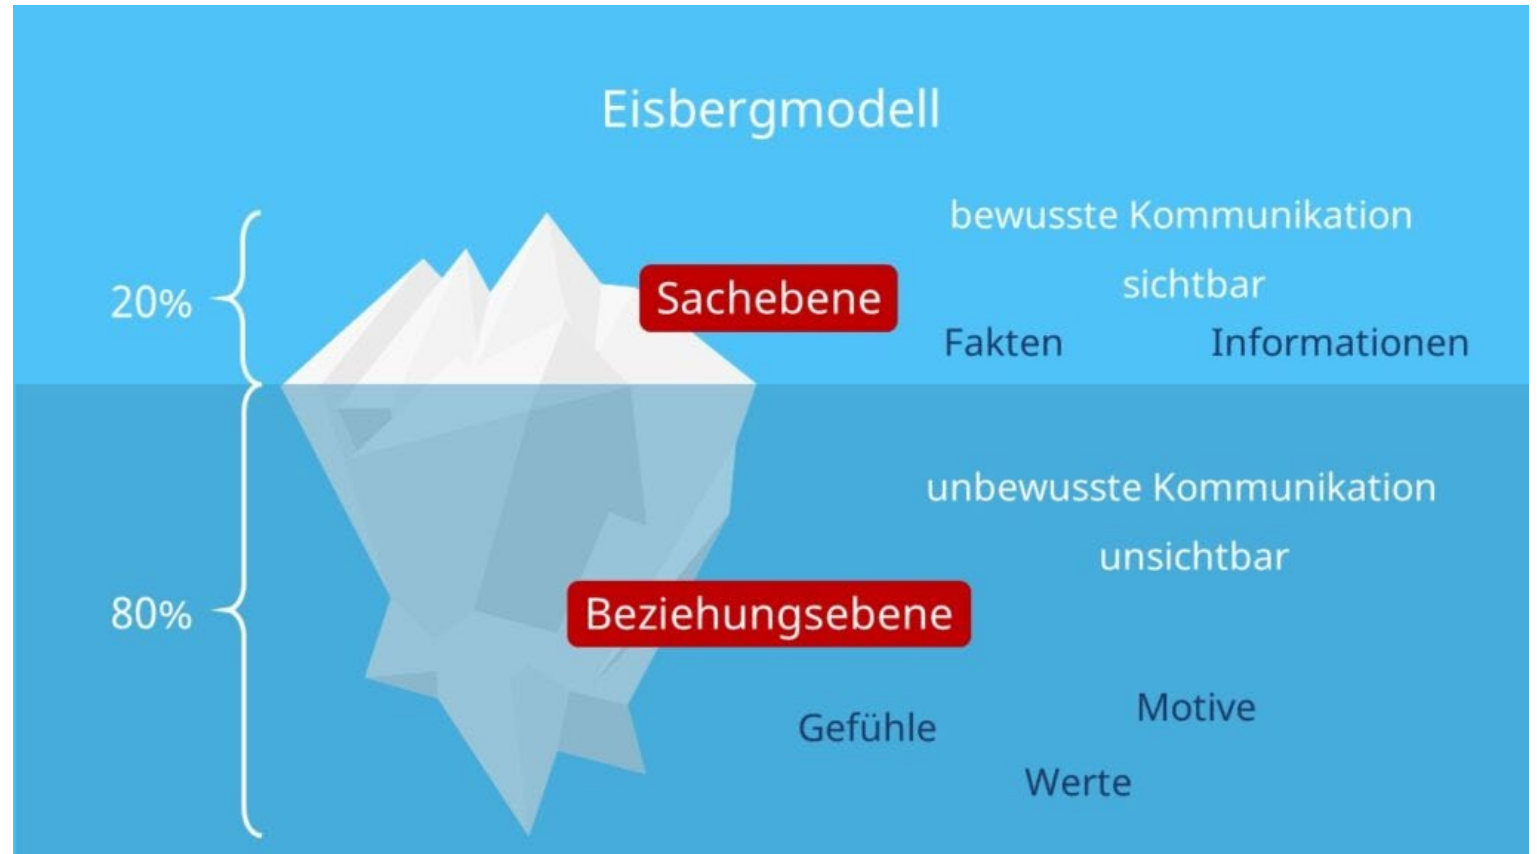 Eisbergmodell
bewusste Kommunikation
sichtbar
20%
Sachebene
Fakten Informationen
unbewusste Kommunikation
unsichtbar
80%
Beziehungsebene
Gefühle
Motive
Werte